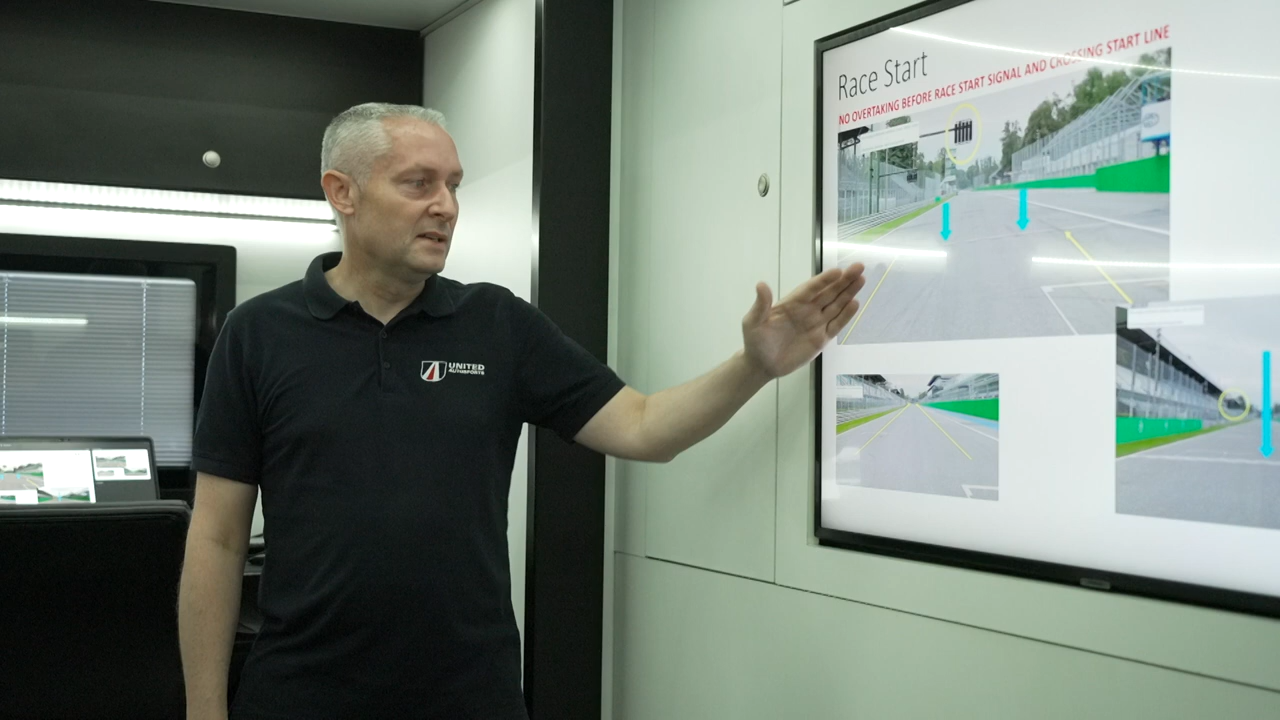 Race Start
NO OVERTAKING BEFORE RACE START SIGNAL AND CROSSING START LINE
UNITED
AUTOSPORTS